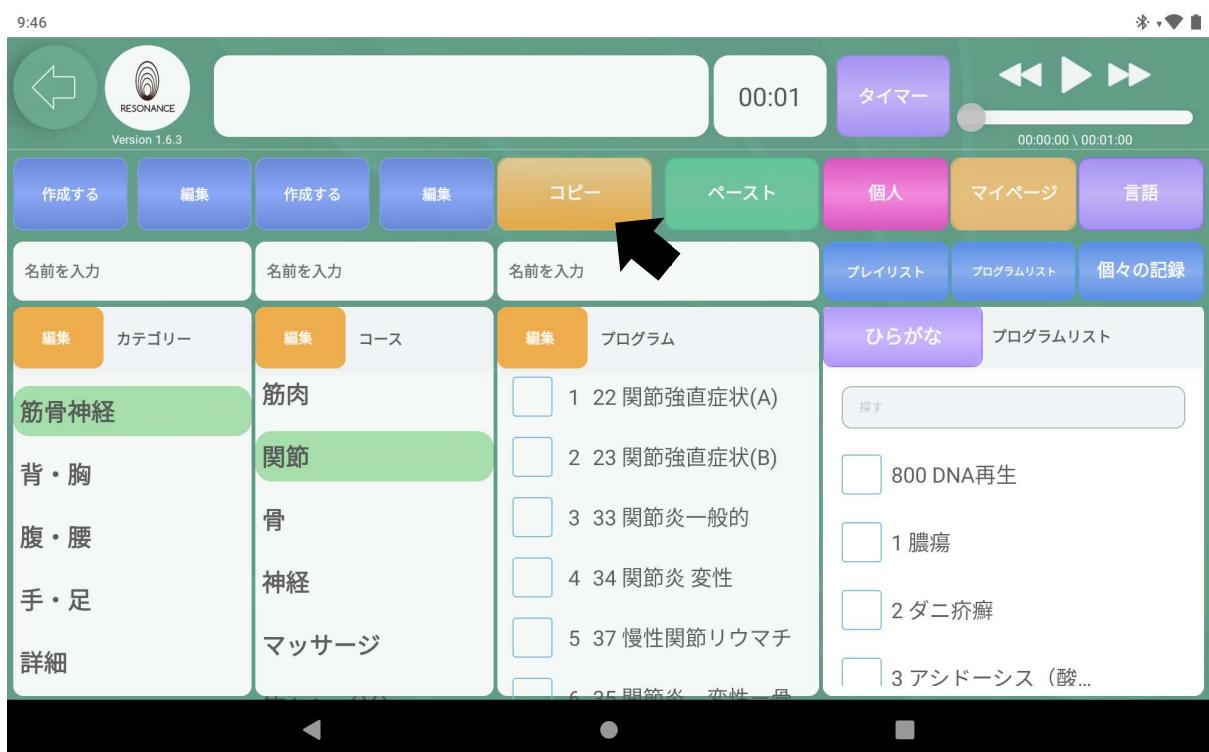 9:46
RESONANCE
Version 1.6.3
00:01
タイマー
00:00:00 \ 00:01:00
作成する
編集
作成する
編集
コピー
ペースト
個人
マイページ
言語
名前を入力
名前を入力
名前を入力
プレイリスト
プログラムリスト
個々の記録
編集 カテゴリー
筋骨神経
背・胸
腹・腰
手・足
詳細
編集 コース
筋肉
関節
骨
神経
マッサージ
編集 プログラム
1 22 関節強直症状(A)
2 23 関節強直症状(B)
3 33 関節炎一般的
4 34 関節炎 変性
5 37 慢性関節リウマチ
ひらがな プログラムリスト
探す
800 DNA再生
1 膿瘍
2 ダニ疥癬
3 アシドーシス（酸...